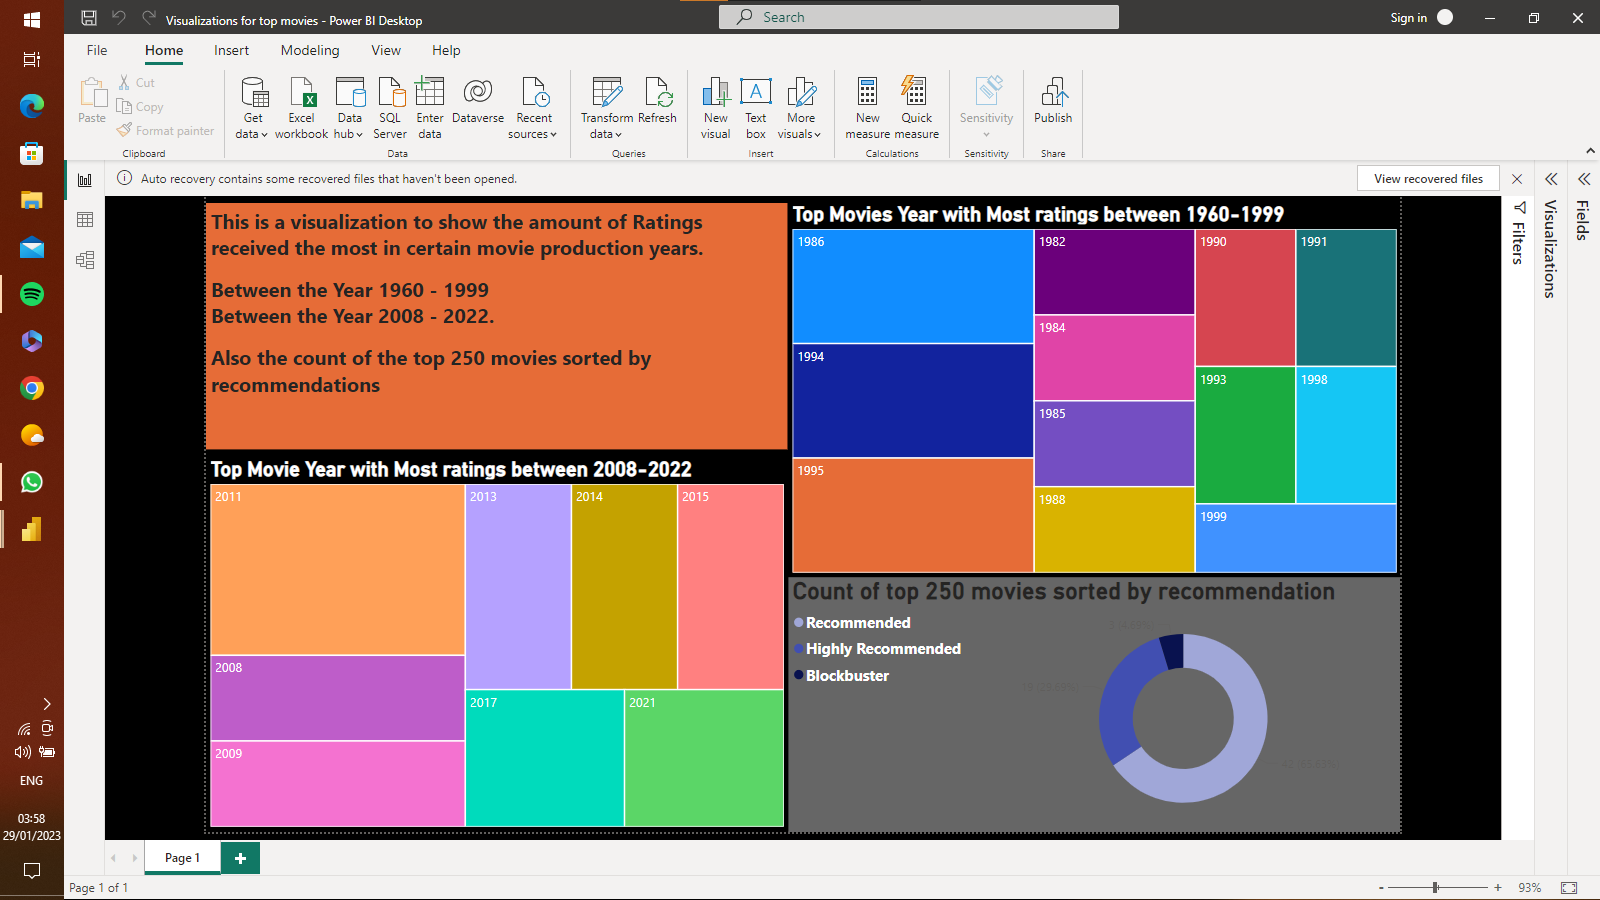 Visualizations for top movies - Power BI Desktop
Search
Sign in
File Home Insert Modeling View Help
Paste
Cut
Copy
Format painter
Clipboard
Get data
Excel workbook
Data hub
SQL Server
Enter data
Dataverse
Recent sources
Data
Transform data
Refresh
Queries
New visual
Text box
More visuals
Insert
New measure
Quick measure
Calculations
Sensitivity
Sensitivity
Publish
Share
Auto recovery contains some recovered files that haven't been opened.
View recovered files
This is a visualization to show the amount of Ratings
received the most in certain movie production years.
Between the Year 1960 - 1999
Between the Year 2008 - 2022.
Also the count of the top 250 movies sorted by
recommendations
Top Movies Year with Most ratings between 1960-1999
1986
1994
1995
1982
1984
1985
1988
1990
1991
1993
1998
1999
Top Movie Year with Most ratings between 2008-2022
2011
2008
2009
2013
2014
2015
2017
2021
Count of top 250 movies sorted by recommendation
Recommended
Highly Recommended
Blockbuster
Filters
Visualizations
Fields
ENG
03:58
29/01/2023
Page 1
Page 1 of 1
- + 93%